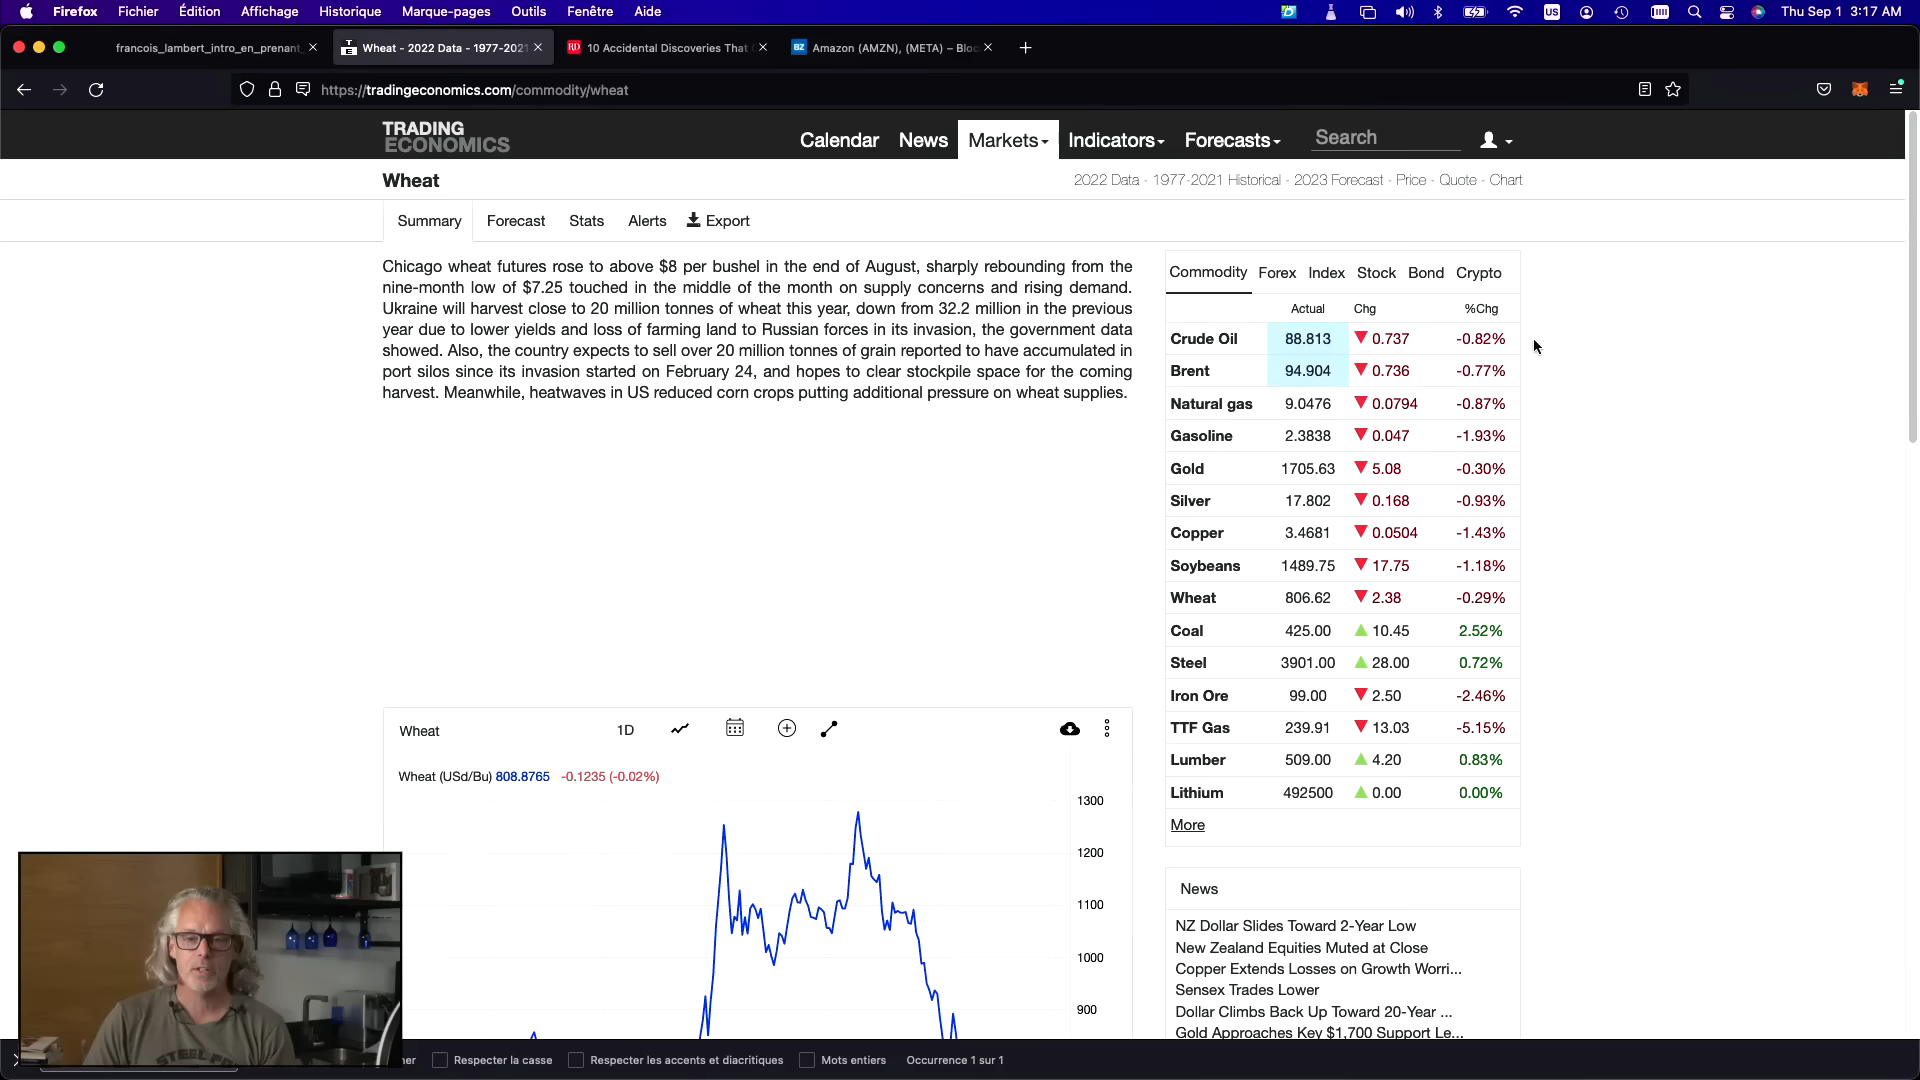 Firefox Fichier Édition Affichage Historique Marque-pages Outils Fenêtre Aide US Thu Sep 1 3:17 AM
francois_lambert_intro_en_prenant_ Wheat - 2022 Data - 1977-2021 10 Accidental Discoveries That Amazon (AMZN), (META) – Bloc
https://tradingeconomics.com/commodity/wheat
TRADING
ECONOMICS
Calendar News Markets Indicators Forecasts Search
Wheat
2022 Data - 1977-2021 Historical - 2023 Forecast - Price - Quote - Chart
Summary Forecast Stats Alerts Export
Chicago wheat futures rose to above $8 per bushel in the end of August, sharply rebounding from the
nine-month low of $7.25 touched in the middle of the month on supply concerns and rising demand.
Ukraine will harvest close to 20 million tonnes of wheat this year, down from 32.2 million in the previous
year due to lower yields and loss of farming land to Russian forces in its invasion, the government data
showed. Also, the country expects to sell over 20 million tonnes of grain reported to have accumulated in
port silos since its invasion started on February 24, and hopes to clear stockpile space for the coming
harvest. Meanwhile, heatwaves in US reduced corn crops putting additional pressure on wheat supplies.
Commodity Forex Index Stock Bond Crypto
Actual Chg %Chg
Crude Oil 88.813 0.737 -0.82%
Brent 94.904 0.736 -0.77%
Natural gas 9.0476 0.0794 -0.87%
Gasoline 2.3838 0.047 -1.93%
Gold 1705.63 5.08 -0.30%
Silver 17.802 0.168 -0.93%
Copper 3.4681 0.0504 -1.43%
Soybeans 1489.75 17.75 -1.18%
Wheat 806.62 2.38 -0.29%
Coal 425.00 10.45 2.52%
Steel 3901.00 28.00 0.72%
Iron Ore 99.00 2.50 -2.46%
TTF Gas 239.91 13.03 -5.15%
Lumber 509.00 4.20 0.83%
Lithium 492500 0.00 0.00%
More
Wheat 1D
Wheat (USd/Bu) 808.8765 -0.1235 (-0.02%)
1300
1200
1100
1000
900
News
NZ Dollar Slides Toward 2-Year Low
New Zealand Equities Muted at Close
Copper Extends Losses on Growth Worri...
Sensex Trades Lower
Dollar Climbs Back Up Toward 20-Year ...
Gold Approaches Key $1,700 Support Le...
Respecter la casse Respecter les accents et diacritiques Mots entiers Occurrence 1 sur 1